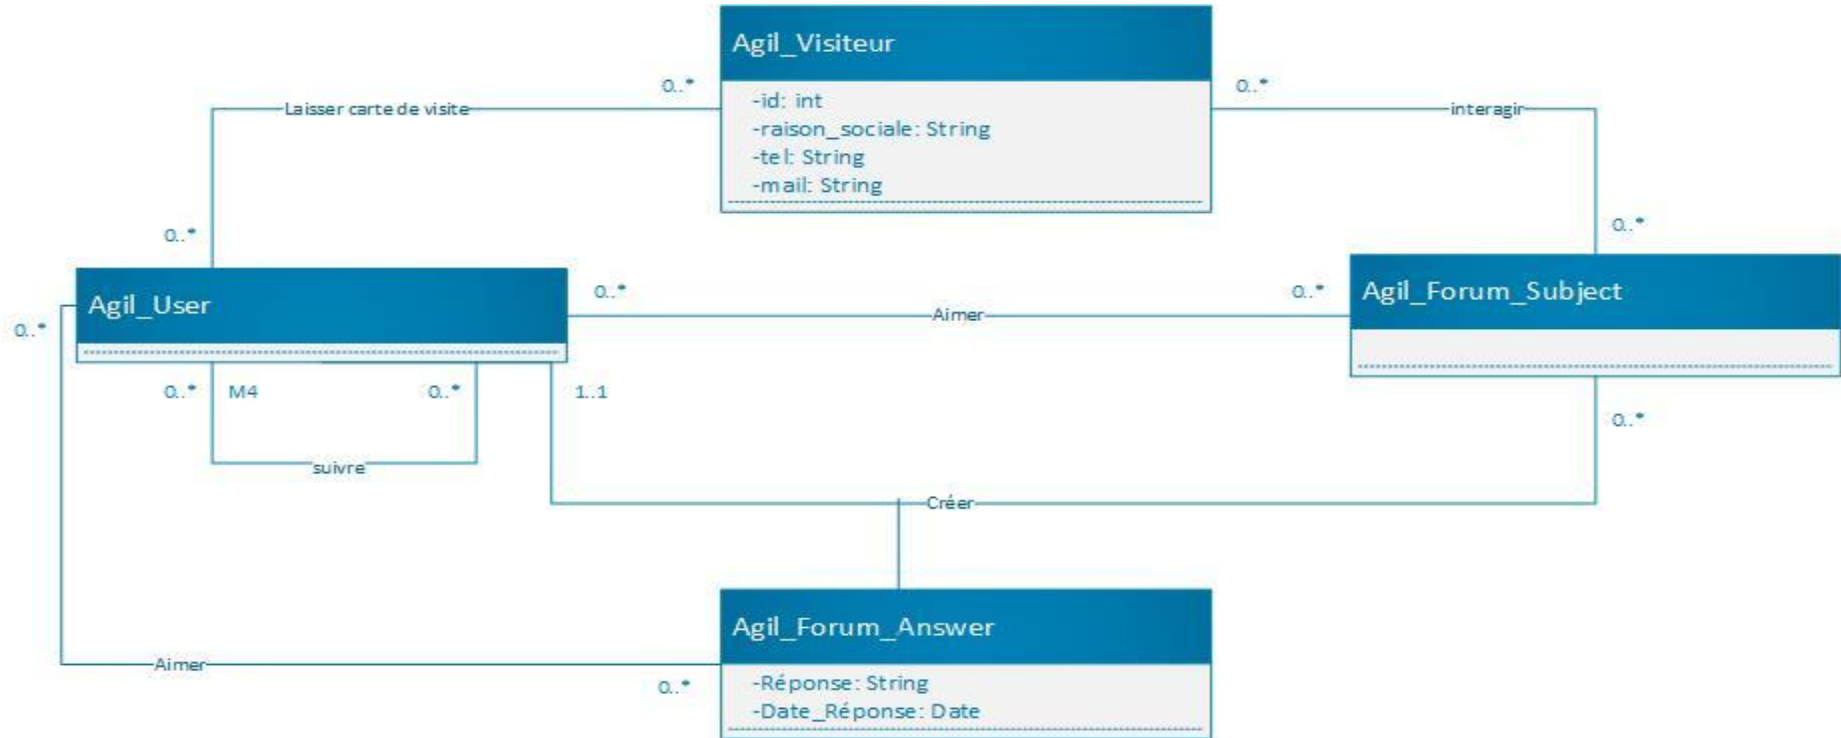 Agil_Visiteur
0..*
0..*
Laisser carte de visite
-id: int
interagir
-raison_sociale: String
-tel: String
-mail: String
0..*
0..*
Agil_User
0..*
0..*
Agil_Forum_Subject
0..*
Aimer
0..*
M4
0..*
1..1
0..*
suivre
Créer
Agil_Forum_Answer
Aimer
0..*
-Réponse: String
-Date_Réponse: Date